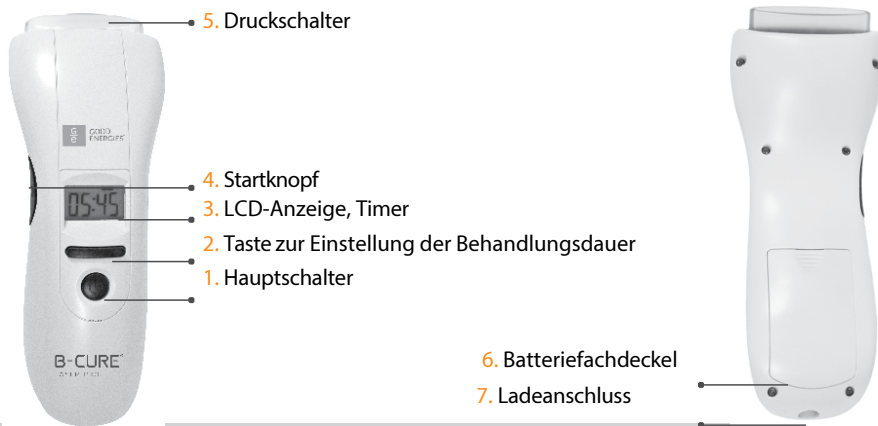 5. Druckschalter
GOOD
ENERGIES
4. Startknopf
05:45
3. LCD-Anzeige, Timer
2. Taste zur Einstellung der Behandlungsdauer
1. Hauptschalter
B-CURE
6. Batteriefachdeckel
7. Ladeanschluss